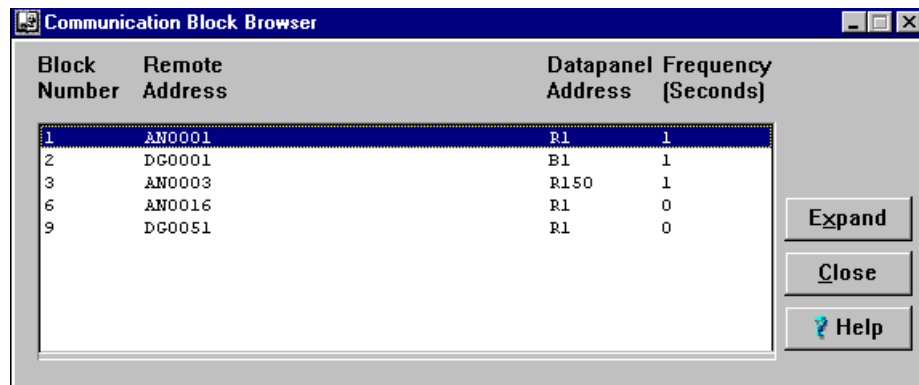 Communication Block Browser
Block Remote Datapanel Frequency
Number Address Address (Seconds)
1 AN0001 R1 1
2 DG0001 B1 1
3 AN0003 R150 1
6 AN0016 R1 0
9 DG0051 R1 0
Expand
Close
? Help